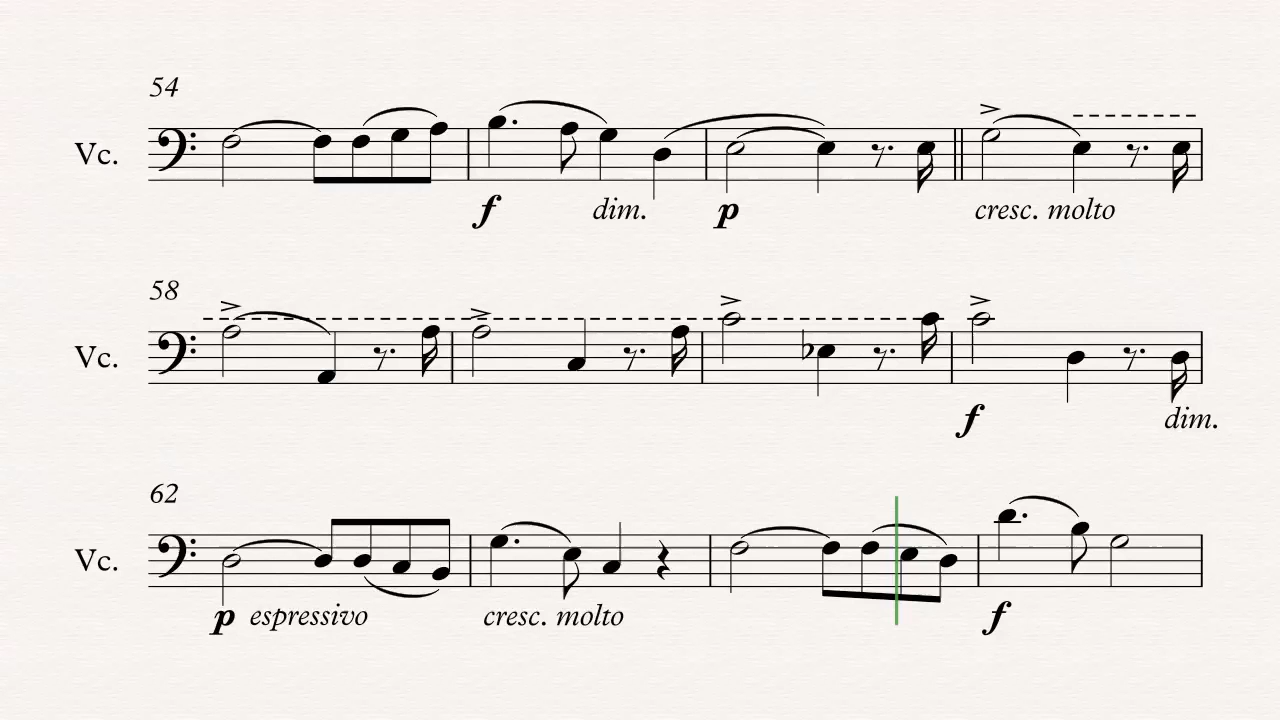 54
Vc.
f dim. p cresc. molto
58
Vc.
f dim.
62
Vc.
p espressivo cresc. molto f